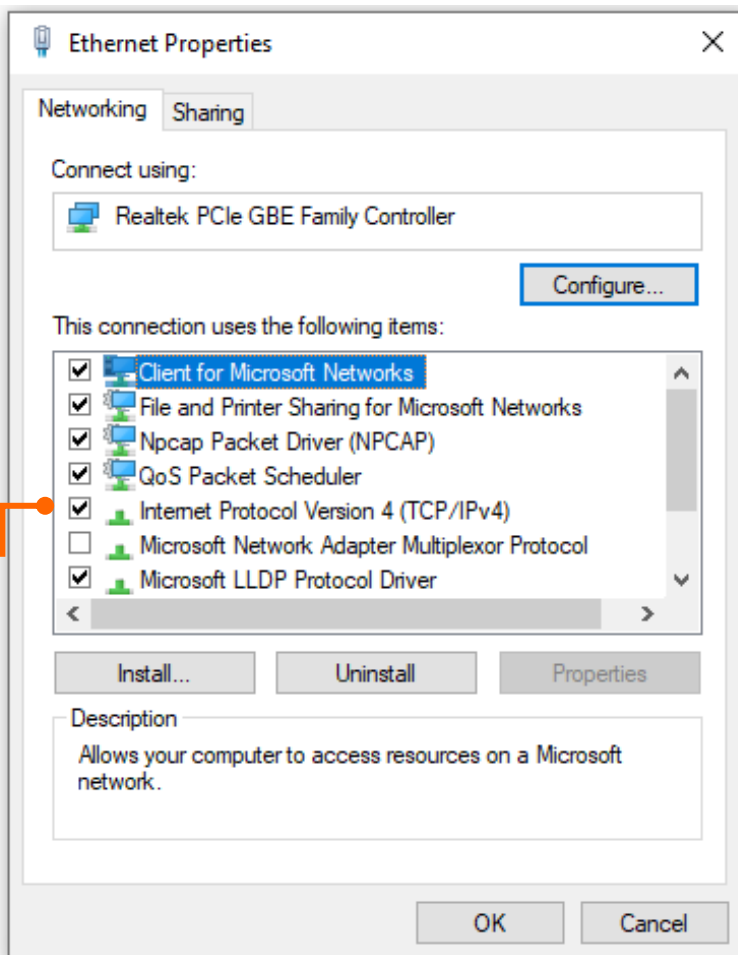 Ethernet Properties
Networking
Sharing
Connect using:
Realtek PCIe GBE Family Controller
Configure...
This connection uses the following items:
Client for Microsoft Networks
File and Printer Sharing for Microsoft Networks
Npcap Packet Driver (NPCAP)
QoS Packet Scheduler
Internet Protocol Version 4 (TCP/IPv4)
Microsoft Network Adapter Multiplexor Protocol
Microsoft LLDP Protocol Driver
Install...
Uninstall
Properties
Description
Allows your computer to access resources on a Microsoft
network.
OK
Cancel